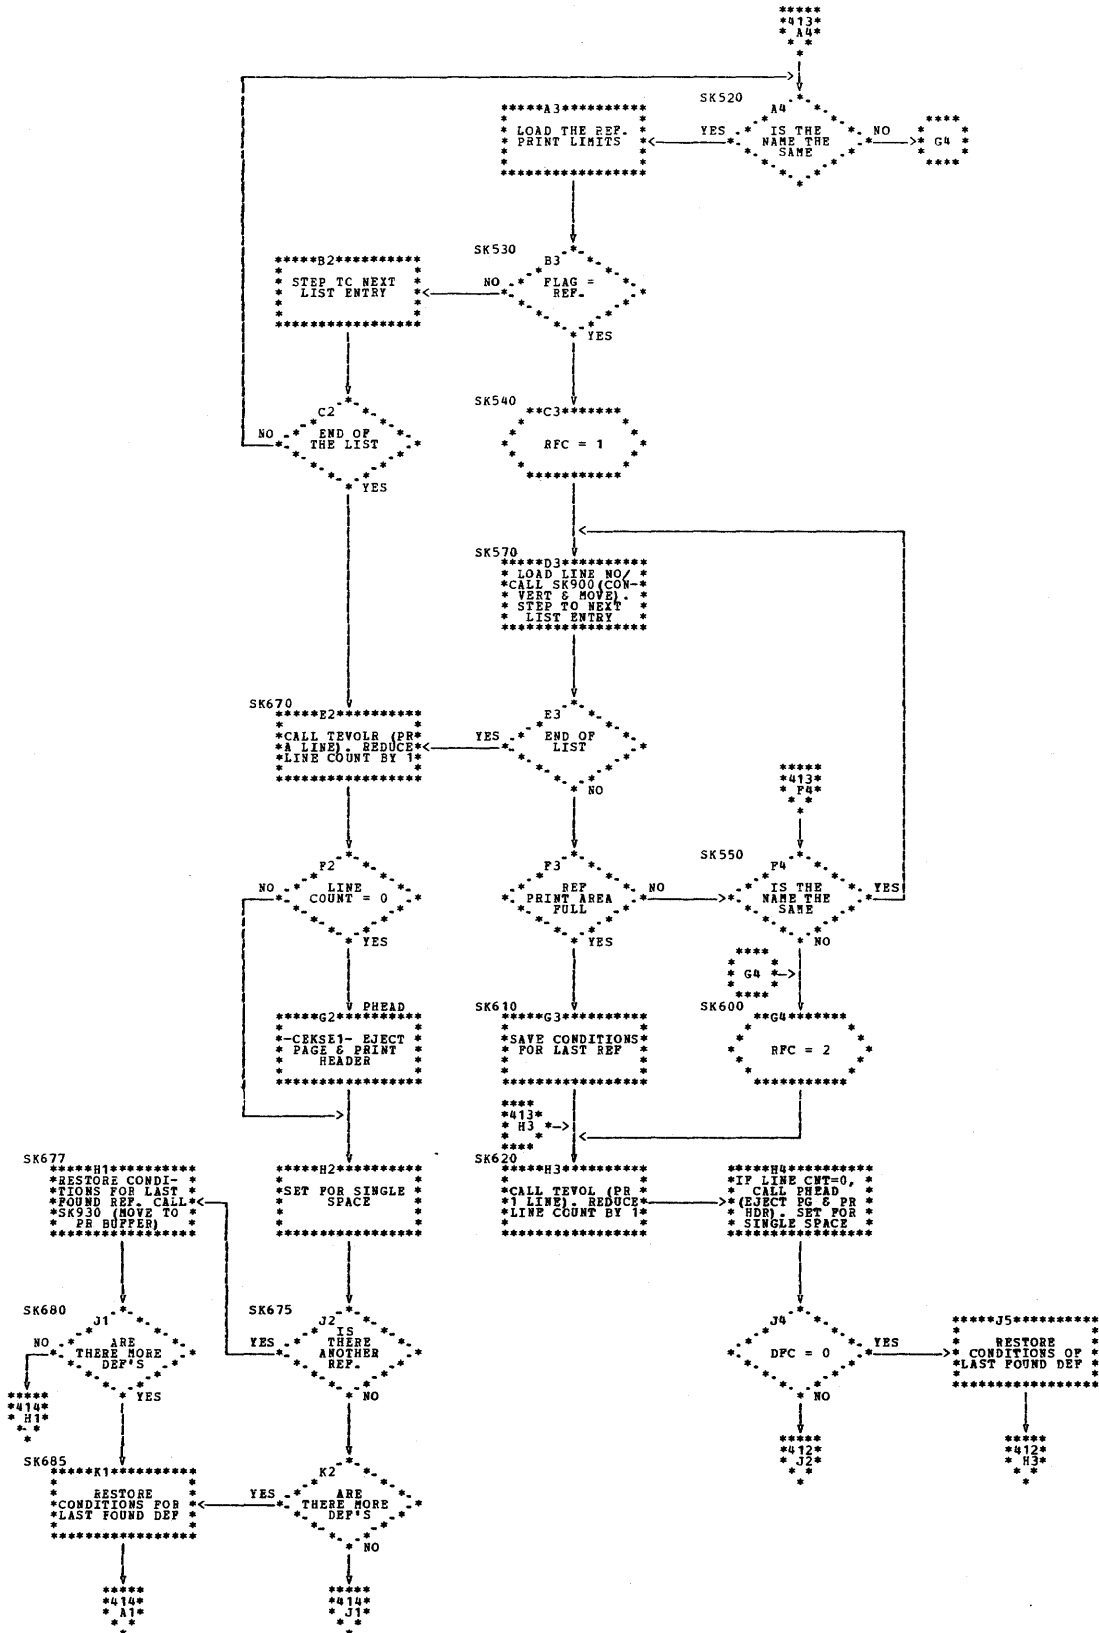 413
A4
SK520
A3
LOAD THE REF.
PRINT LIMITS
YES
A4
IS THE
NAME THE
SAME
NO
G4
SK530
B2
STEP TO NEXT
LIST ENTRY
NO
B3
FLAG =
REF.
YES
C2
END OF
THE LIST
NO
YES
SK540
C3
RFC = 1
SK570
D3
LOAD LINE NO/
CALL SK900(CON-
VERT & MOVE).
STEP TO NEXT
LIST ENTRY
SK670
E2
CALL TEVOLR (PR
A LINE). REDUCE
LINE COUNT BY 1
YES
E3
END OF
LIST
NO
413
F4
F2
LINE
COUNT = 0
NO
YES
F3
REF
PRINT AREA
FULL
NO
YES
SK550
F4
IS THE
NAME THE
SAME
YES
NO
G4
PHEAD
G2
-CEKSE1- EJECT
PAGE & PRINT
HEADER
SK610
G3
SAVE CONDITIONS
FOR LAST REF
SK600
G4
RFC = 2
413
H3
SK677
H1
RESTORE CONDI-
TIONS FOR LAST
FOUND REF. CALL
SK930 (MOVE TO
PR BUFFER)
H2
SET FOR SINGLE
SPACE
SK620
H3
CALL TEVOL (PR
1 LINE). REDUCE
LINE COUNT BY 1
H4
IF LINE CNT=0,
CALL PHEAD
(EJECT PG & PR
HDR). SET FOR
SINGLE SPACE
SK680
J1
ARE
THERE MORE
DEF'S
NO
YES
414
H1
SK675
J2
IS
THERE
ANOTHER
REF.
YES
NO
J4
DFC = 0
YES
NO
J5
RESTORE
CONDITIONS OF
LAST FOUND DEF
412
J2
412
H3
SK685
K1
RESTORE
CONDITIONS FOR
LAST FOUND DEF
YES
K2
ARE
THERE MORE
DEF'S
NO
414
A1
414
J1